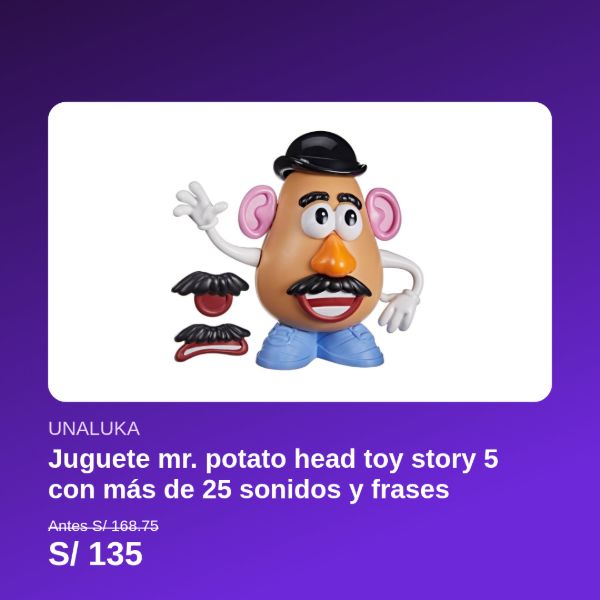 UNALUKA
Juguete mr. potato head toy story 5
con más de 25 sonidos y frases
Antes S/ 168.75
S/ 135